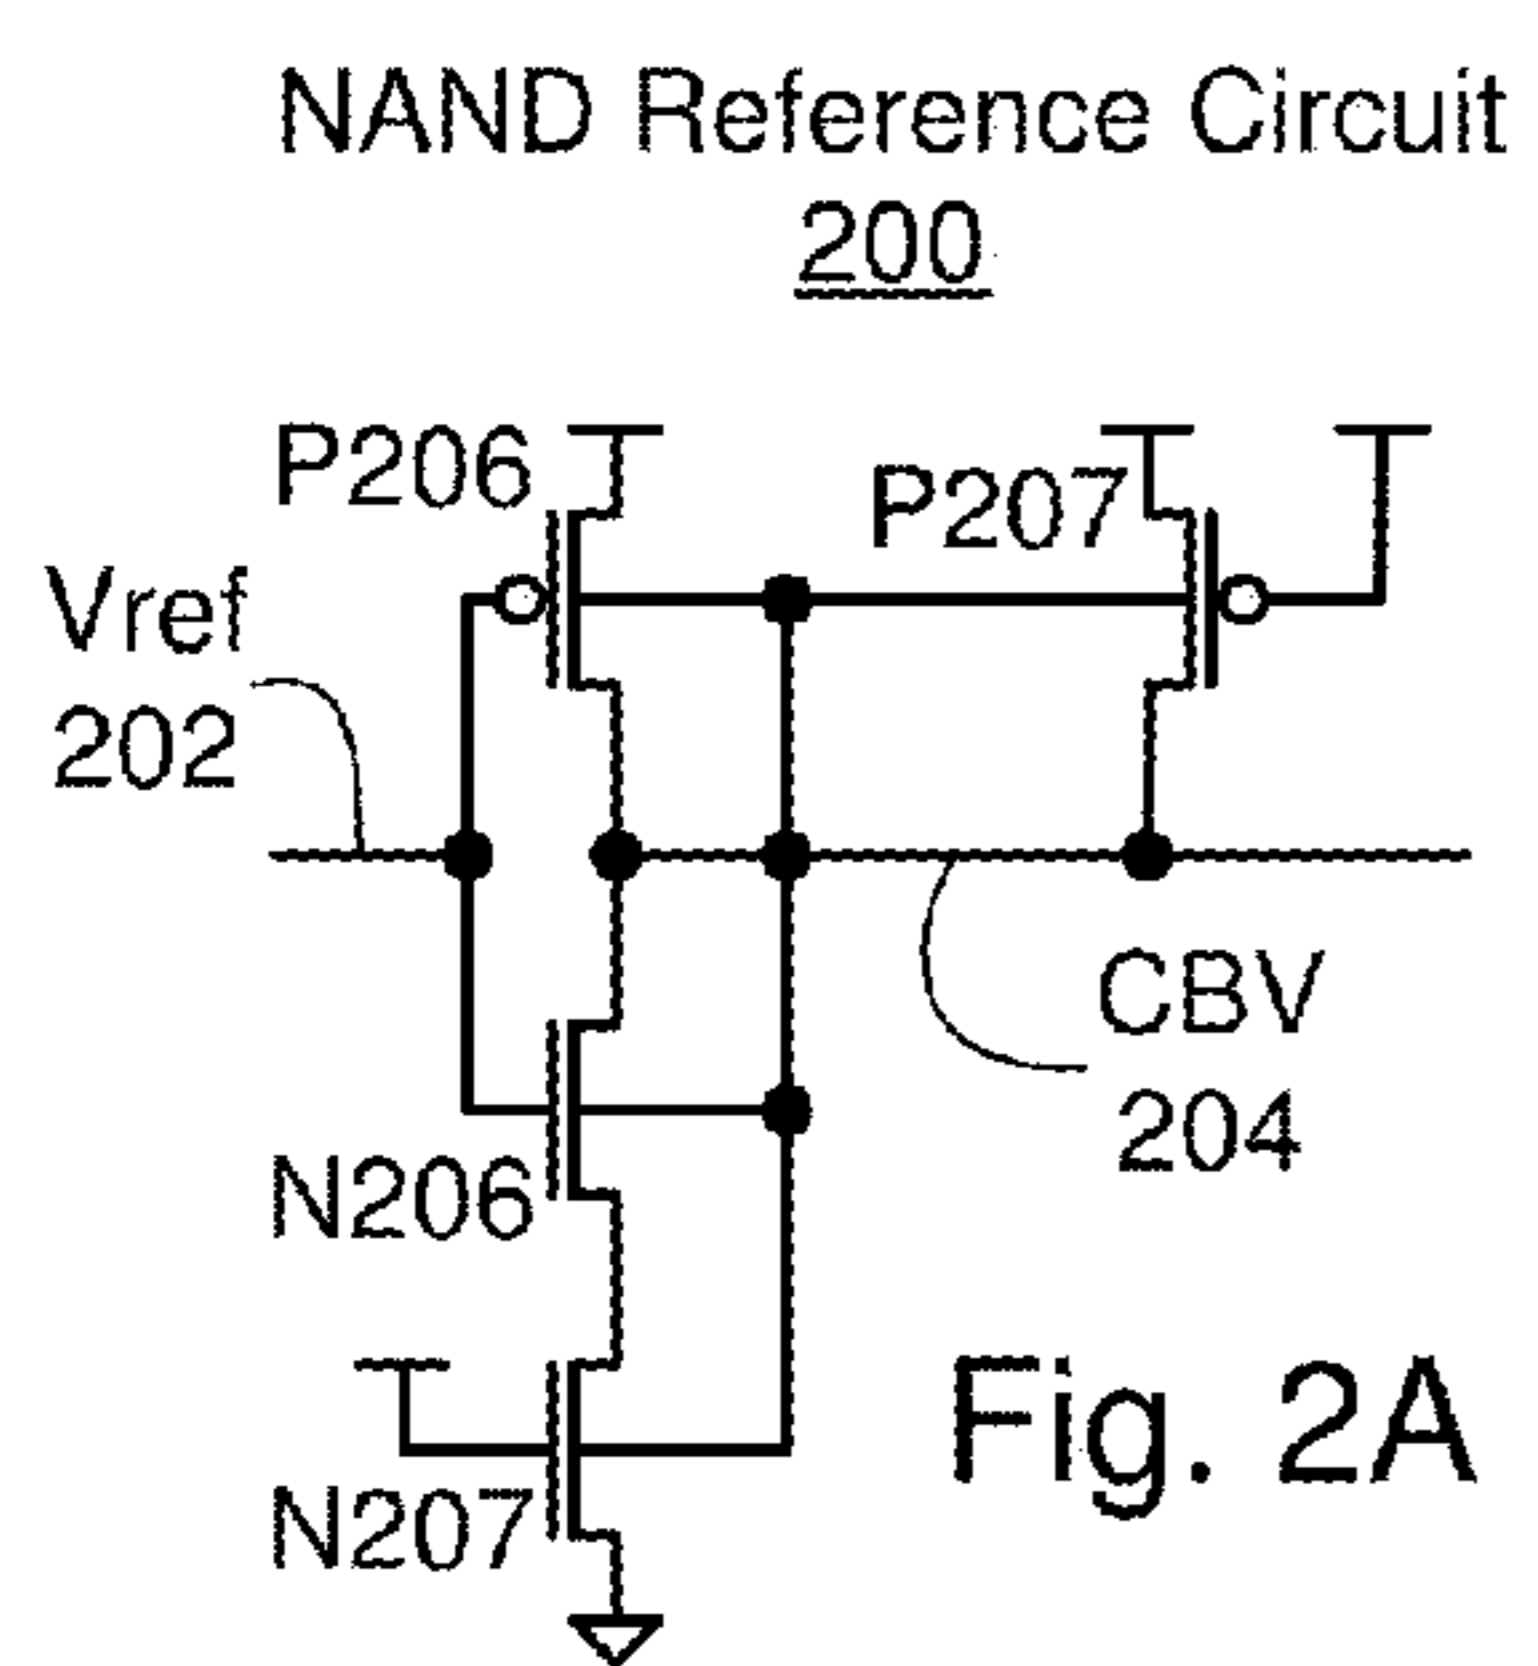 NAND Reference Circuit
200
P206
P207
Vref
202
CBV
204
N206
N207
Fig. 2A